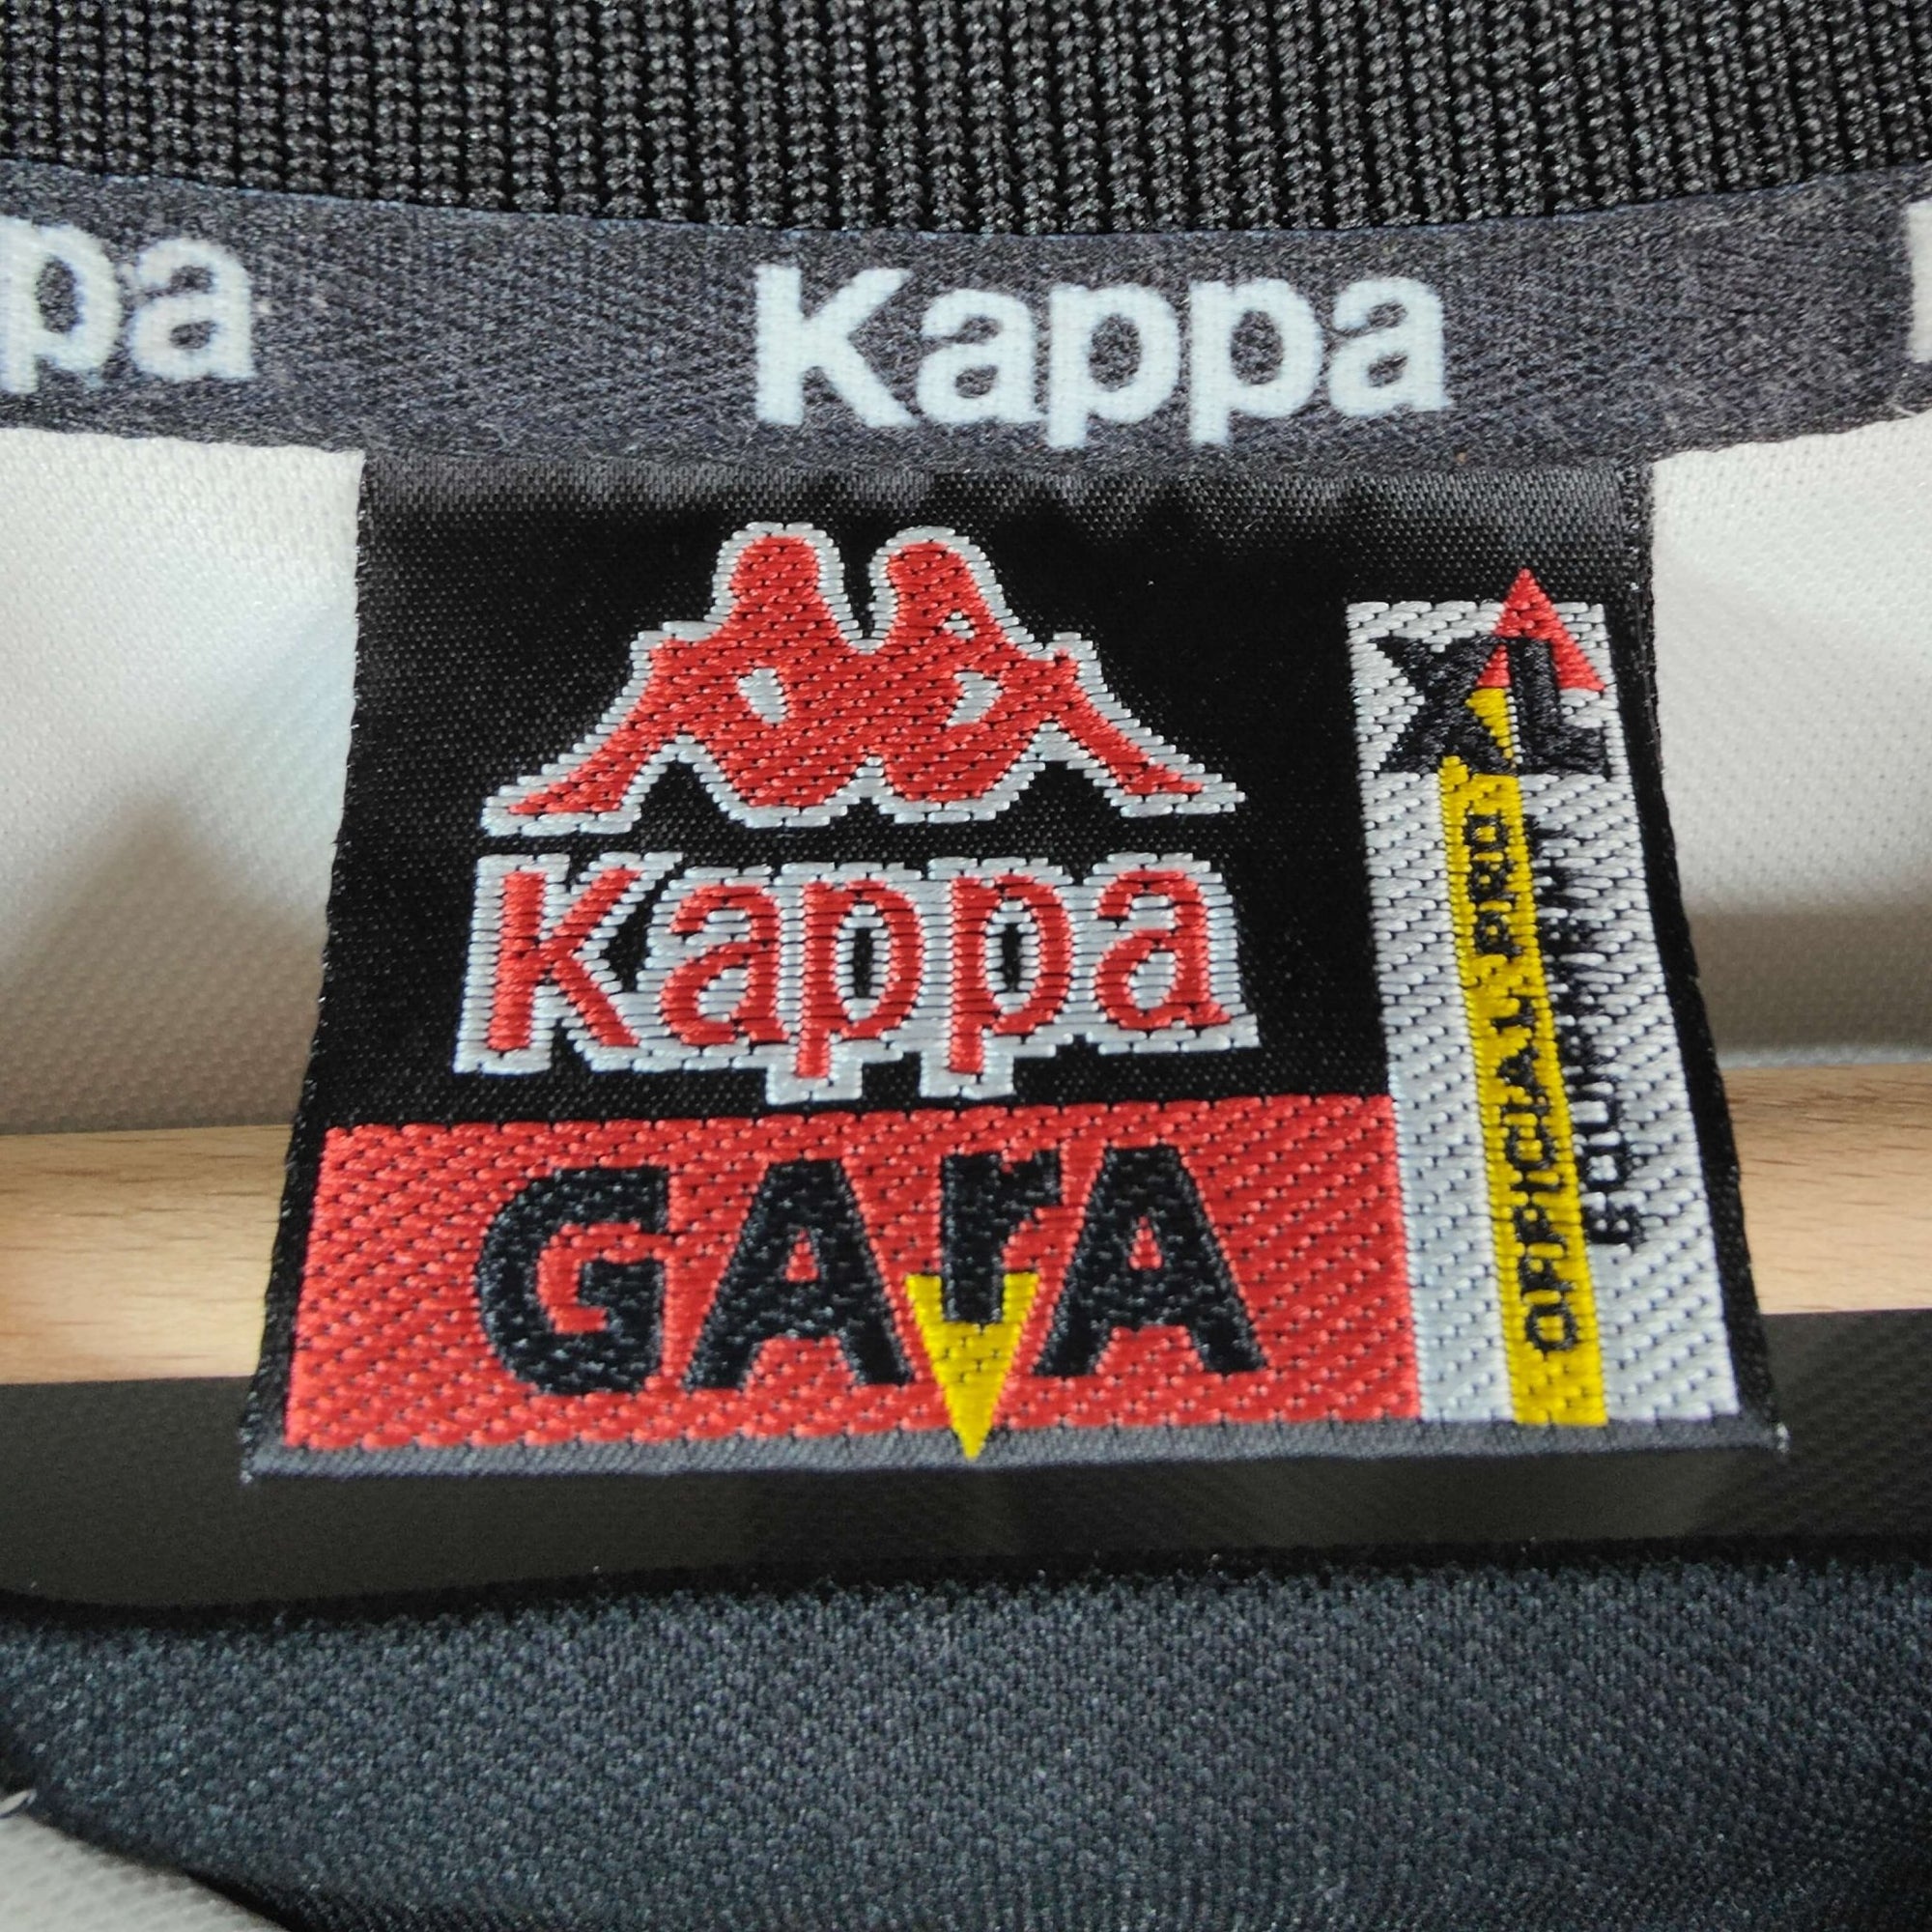 ppa Kappa
Kappa
GArA
XL
OFFICIAL PRO
EQUIPMENT